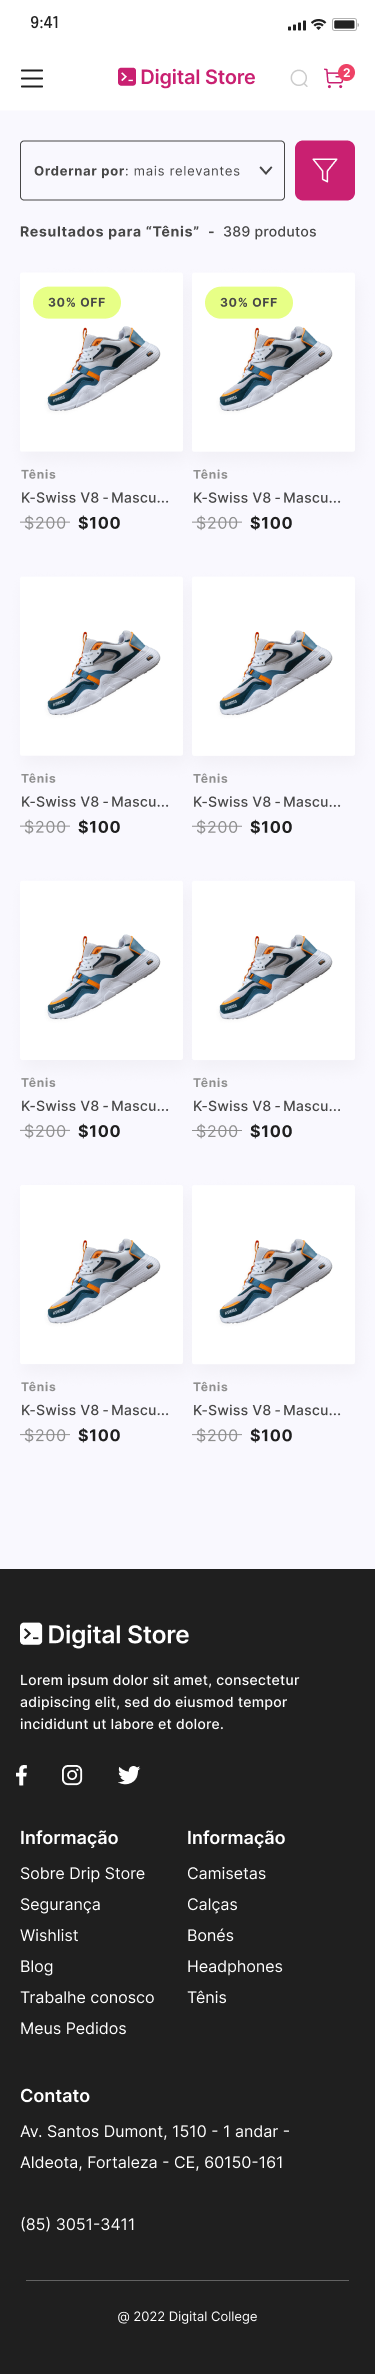 9:41
Digital Store
2
Ordernar por: mais relevantes
Resultados para “Tênis” - 389 produtos
30% OFF
30% OFF
Tênis
K-Swiss V8 - Mascu...
$200 $100
Tênis
K-Swiss V8 - Mascu...
$200 $100
Tênis
K-Swiss V8 - Mascu...
$200 $100
Tênis
K-Swiss V8 - Mascu...
$200 $100
Tênis
K-Swiss V8 - Mascu...
$200 $100
Tênis
K-Swiss V8 - Mascu...
$200 $100
Tênis
K-Swiss V8 - Mascu...
$200 $100
Tênis
K-Swiss V8 - Mascu...
$200 $100
Digital Store
Lorem ipsum dolor sit amet, consectetur
adipiscing elit, sed do eiusmod tempor
incididunt ut labore et dolore.
Informação
Sobre Drip Store
Segurança
Wishlist
Blog
Trabalhe conosco
Meus Pedidos
Informação
Camisetas
Calças
Bonés
Headphones
Tênis
Contato
Av. Santos Dumont, 1510 - 1 andar -
Aldeota, Fortaleza - CE, 60150-161
(85) 3051-3411
@ 2022 Digital College